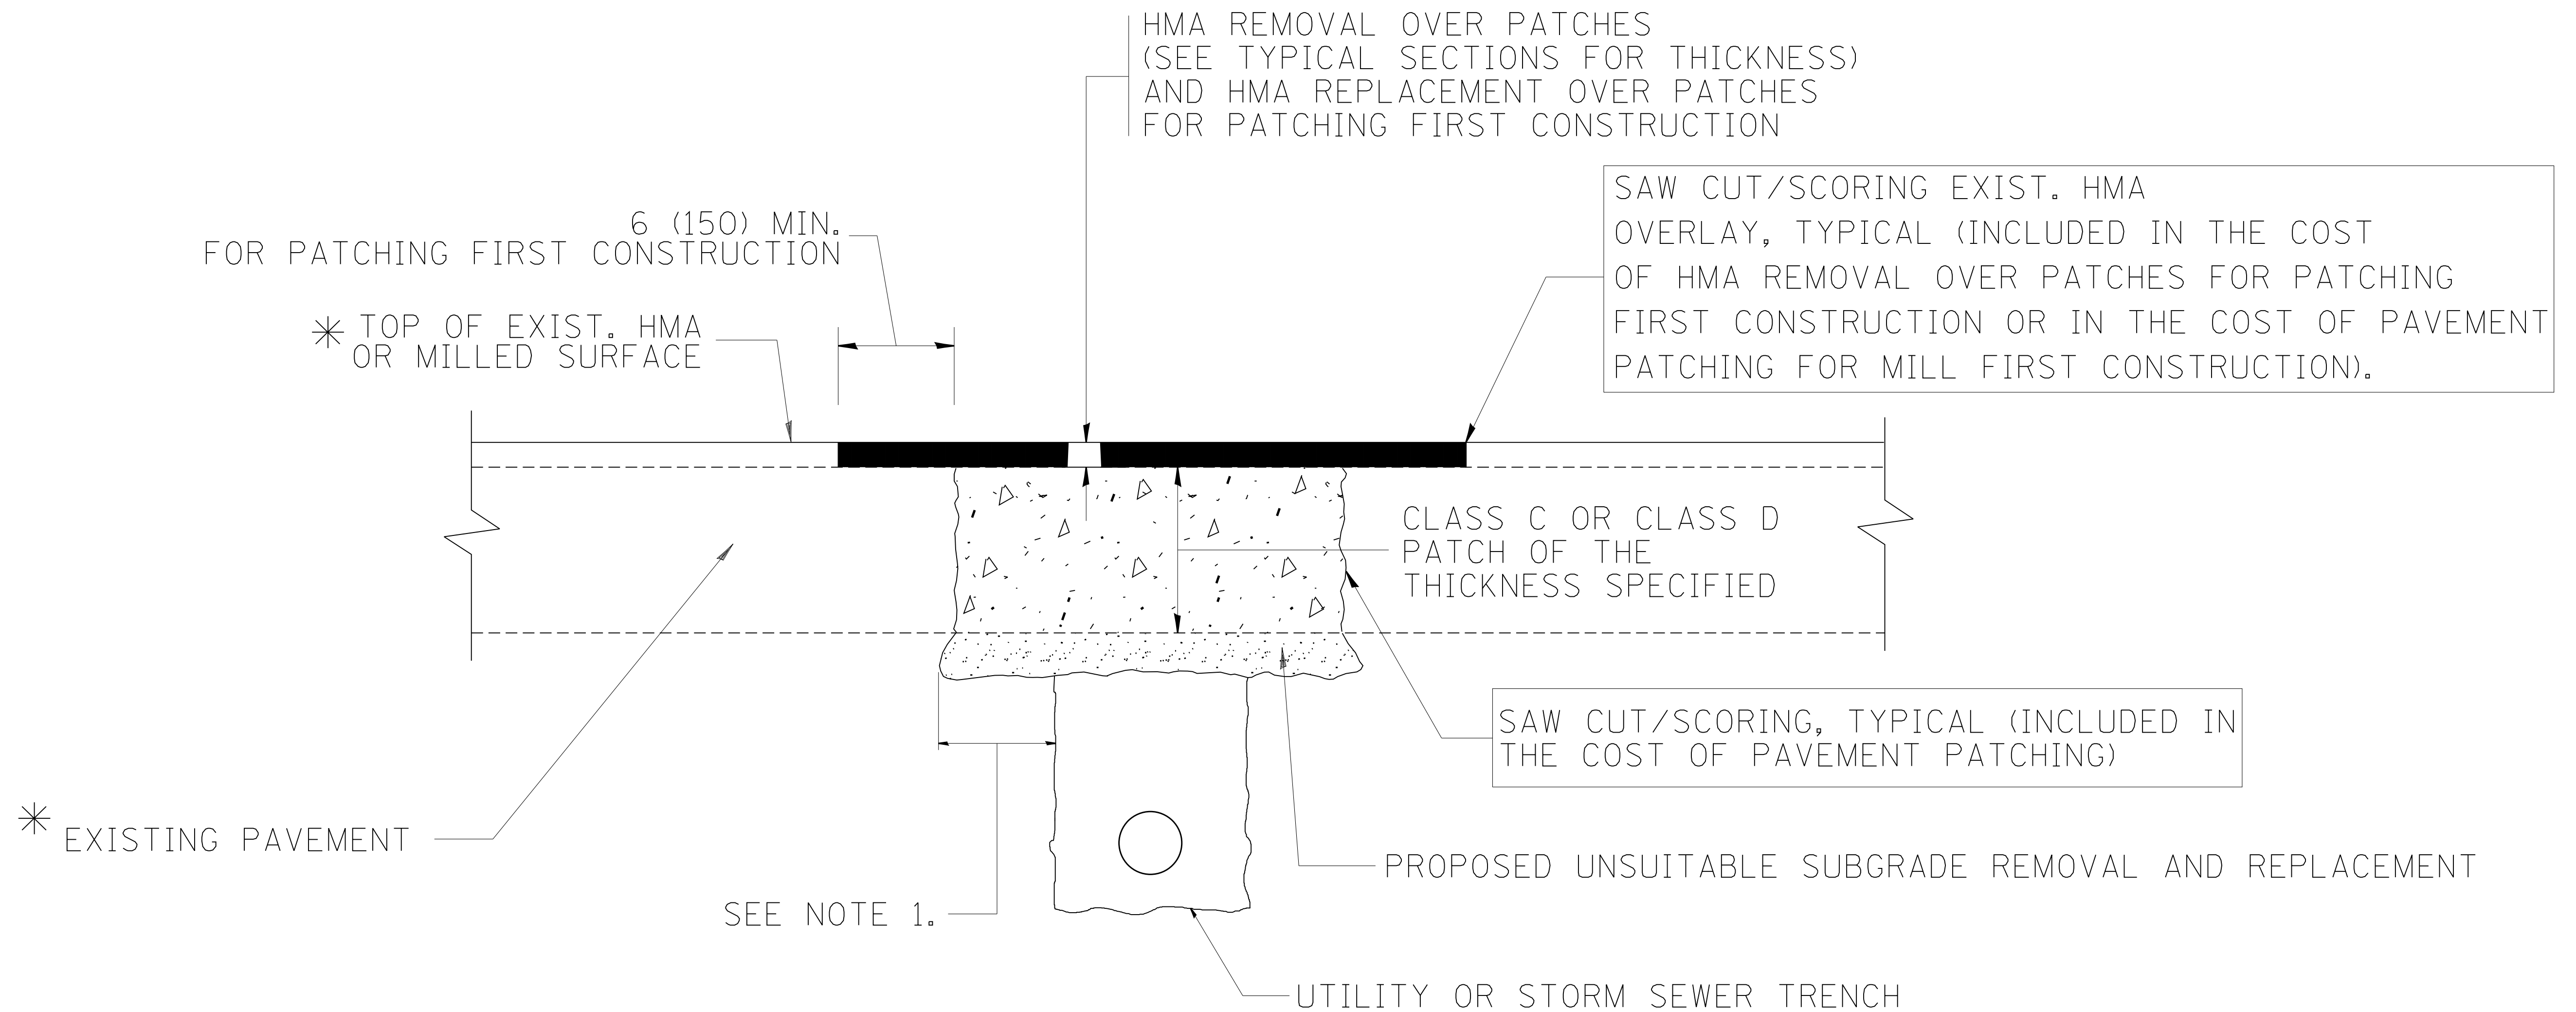 HMA REMOVAL OVER PATCHES
(SEE TYPICAL SECTIONS FOR THICKNESS)
AND HMA REPLACEMENT OVER PATCHES
FOR PATCHING FIRST CONSTRUCTION
SAW CUT/SCORING EXIST. HMA
OVERLAY, TYPICAL (INCLUDED IN THE COST
OF HMA REMOVAL OVER PATCHES FOR PATCHING
FIRST CONSTRUCTION OR IN THE COST OF PAVEMENT
PATCHING FOR MILL FIRST CONSTRUCTION).
6 (150) MIN.
FOR PATCHING FIRST CONSTRUCTION
* TOP OF EXIST. HMA
OR MILLED SURFACE
CLASS C OR CLASS D
PATCH OF THE
THICKNESS SPECIFIED
SAW CUT/SCORING, TYPICAL (INCLUDED IN
THE COST OF PAVEMENT PATCHING)
* EXISTING PAVEMENT
PROPOSED UNSUITABLE SUBGRADE REMOVAL AND REPLACEMENT
SEE NOTE 1.
UTILITY OR STORM SEWER TRENCH